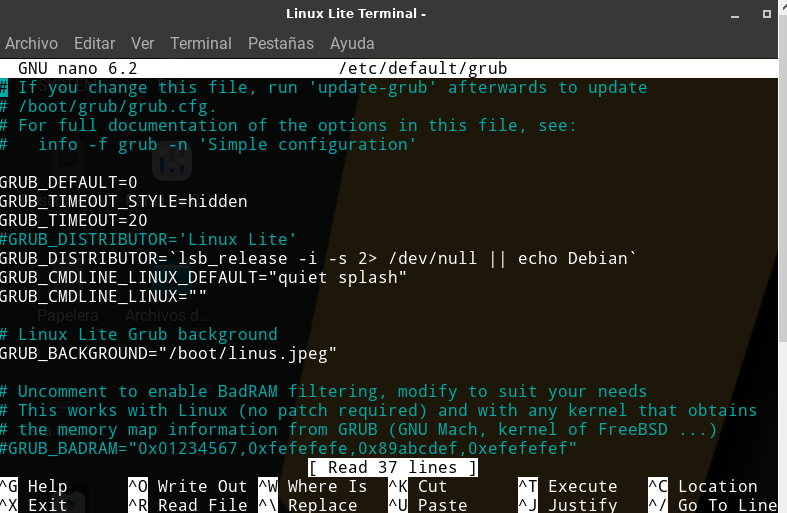 Linux Lite Terminal -
Archivo Editar Ver Terminal Pestañas Ayuda
GNU nano 6.2 /etc/default/grub
# If you change this file, run 'update-grub' afterwards to update
# /boot/grub/grub.cfg.
# For full documentation of the options in this file, see:
#   info -f grub -n 'Simple configuration'
GRUB_DEFAULT=0
GRUB_TIMEOUT_STYLE=hidden
GRUB_TIMEOUT=20
#GRUB_DISTRIBUTOR='Linux Lite'
GRUB_DISTRIBUTOR=`lsb_release -i -s 2> /dev/null || echo Debian`
GRUB_CMDLINE_LINUX_DEFAULT="quiet splash"
GRUB_CMDLINE_LINUX=""
Papelera Archivos d...
# Linux Lite Grub background
GRUB_BACKGROUND="/boot/linus.jpeg"
# Uncomment to enable BadRAM filtering, modify to suit your needs
# This works with Linux (no patch required) and with any kernel that obtains
# the memory map information from GRUB (GNU Mach, kernel of FreeBSD ...)
#GRUB_BADRAM="0x01234567,0xfefefefe,0x89abcdef,0xefefefef"
[ Read 37 lines ]
^G Help ^O Write Out ^W Where Is ^K Cut ^T Execute ^C Location
^X Exit ^R Read File ^\ Replace ^U Paste ^J Justify ^/ Go To Line